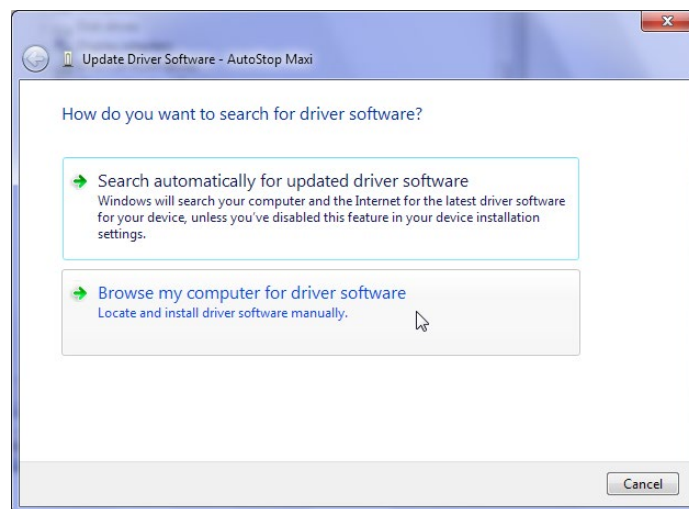 Update Driver Software - AutoStop Maxi
How do you want to search for driver software?
Search automatically for updated driver software
Windows will search your computer and the Internet for the latest driver software
for your device, unless you've disabled this feature in your device installation
settings.
Browse my computer for driver software
Locate and install driver software manually.
Cancel